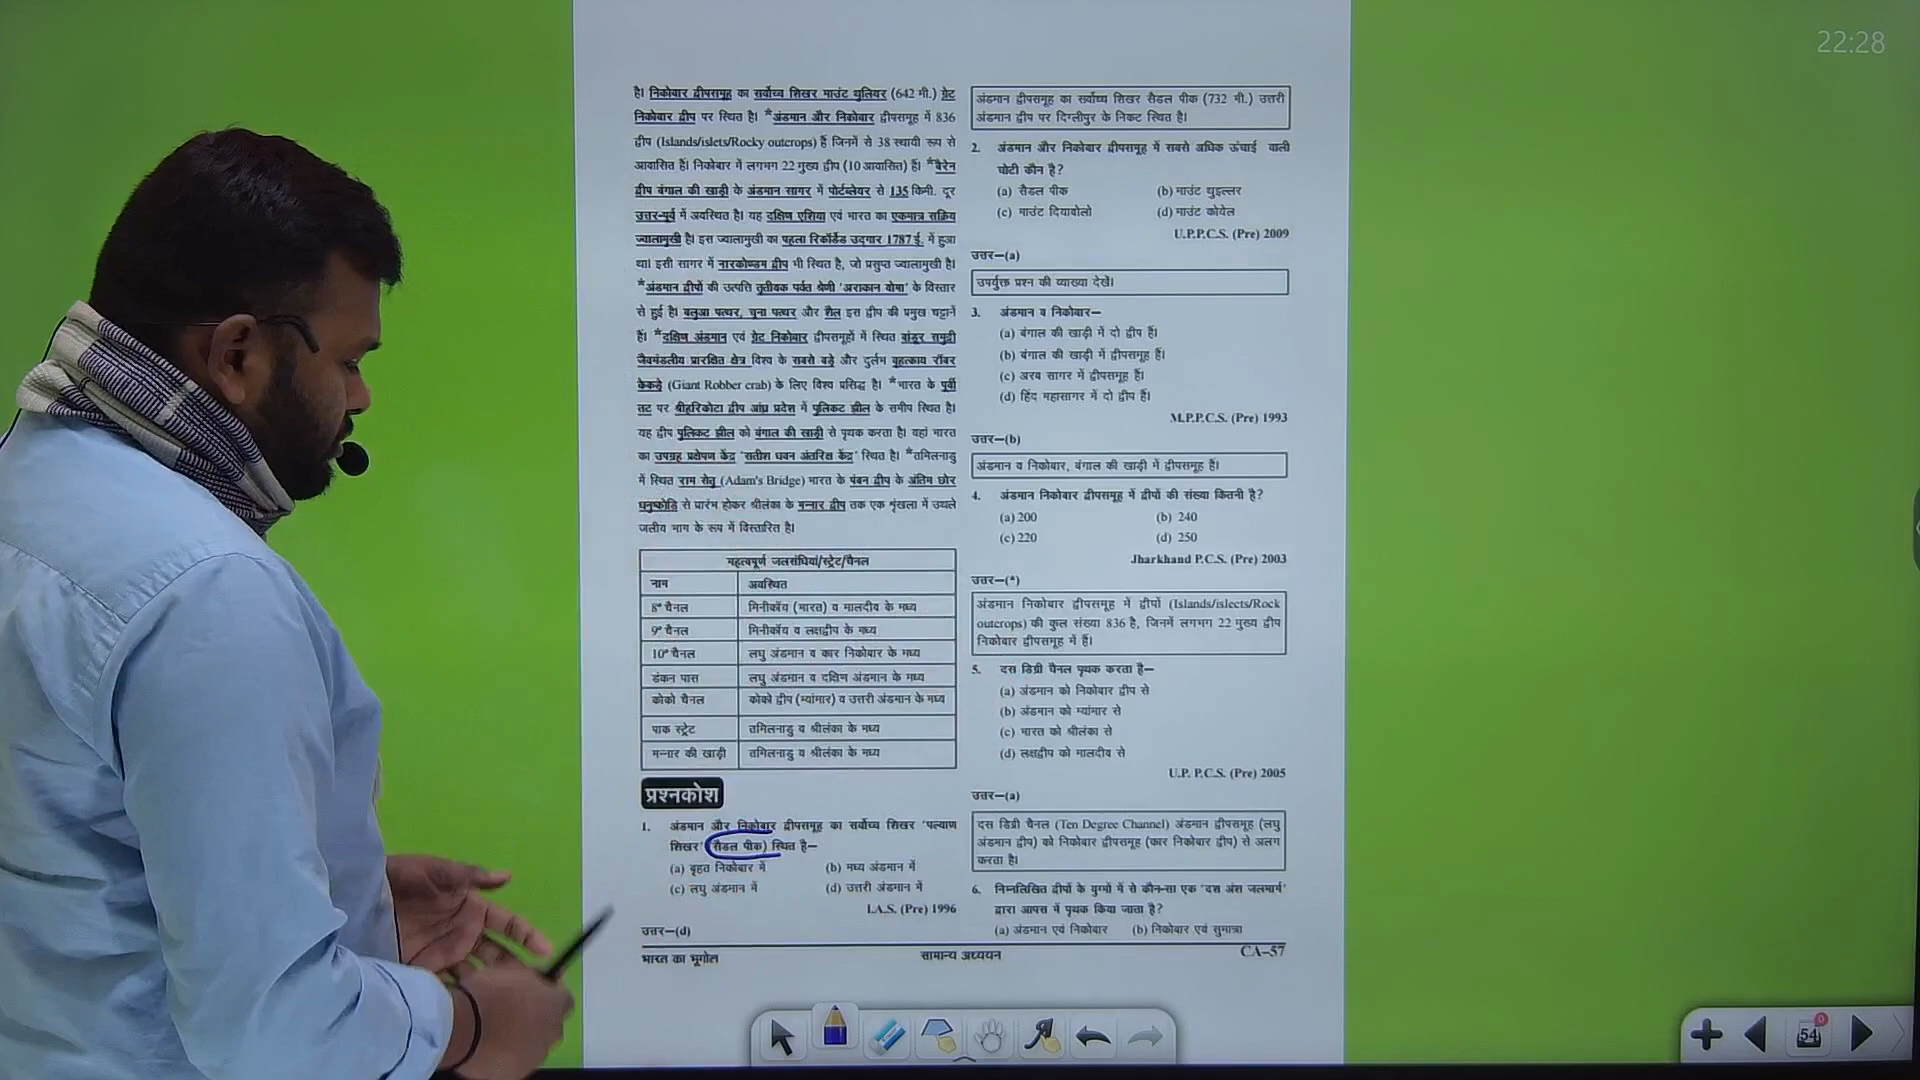 22:28
है। निकोबार द्वीपसमूह का सर्वोच्च शिखर माउंट थुलियर (642 मी.) ग्रेट
निकोबार द्वीप पर स्थित है। *अंडमान और निकोबार द्वीपसमूह में 836
द्वीप (Islands/islets/Rocky outcrops) हैं जिनमें से 38 स्थायी रूप से
आवासित हैं। निकोबार में लगभग 22 मुख्य द्वीप (10 आवासित) हैं। *बैरेन
द्वीप बंगाल की खाड़ी के अंडमान सागर में पोर्टब्लेयर से 135 किमी. दूर
उत्तर-पूर्व में अवस्थित है। यह दक्षिण एशिया एवं भारत का एकमात्र सक्रिय
ज्वालामुखी है। इस ज्वालामुखी का पहला रिकॉर्डेड उद्गार 1787 ई. में हुआ
था। इसी सागर में नारकोण्डम द्वीप भी स्थित है, जो प्रसुप्त ज्वालामुखी है।
*अंडमान द्वीपों की उत्पत्ति तृतीयक पर्वत श्रेणी 'अराकान योमा' के विस्तार
से हुई है। बलुआ पत्थर, चूना पत्थर और शैल इस द्वीप की प्रमुख चट्टानें
हैं। *दक्षिण अंडमान एवं ग्रेट निकोबार द्वीपसमूहों में स्थित वांडूर समुद्री
जैवमंडलीय प्रारक्षित क्षेत्र विश्व के सबसे बड़े और दुर्लभ वृहत्काय रॉबर
केकड़े (Giant Robber crab) के लिए विश्व प्रसिद्ध है। *भारत के पूर्वी
तट पर श्रीहरिकोटा द्वीप आंध्र प्रदेश में पुलिकट झील के समीप स्थित है।
यह द्वीप पुलिकट झील को बंगाल की खाड़ी से पृथक करता है। यहां भारत
का उपग्रह प्रक्षेपण केंद्र 'सतीश धवन अंतरिक्ष केंद्र' स्थित है। *तमिलनाडु
में स्थित राम सेतु (Adam's Bridge) भारत के पंबन द्वीप के अंतिम छोर
धनुष्कोडि से प्रारंभ होकर श्रीलंका के मन्नार द्वीप तक एक शृंखला में उथले
जलीय भाग के रूप में विस्तारित है।
महत्वपूर्ण जलसंधियां/स्ट्रेट/चैनल
नाम अवस्थिति
8° चैनल मिनीकॉय (भारत) व मालदीव के मध्य
9° चैनल मिनीकॉय व लक्षद्वीप के मध्य
10° चैनल लघु अंडमान व कार निकोबार के मध्य
डंकन पास लघु अंडमान व दक्षिण अंडमान के मध्य
कोको चैनल कोको द्वीप (म्यांमार) व उत्तरी अंडमान के मध्य
पाक स्ट्रेट तमिलनाडु व श्रीलंका के मध्य
मन्नार की खाड़ी तमिलनाडु व श्रीलंका के मध्य
प्रश्नकोश
1. अंडमान और निकोबार द्वीपसमूह का सर्वोच्च शिखर 'पल्याण
शिखर' (सैडल पीक) स्थित है–
(a) बृहत निकोबार में (b) मध्य अंडमान में
(c) लघु अंडमान में (d) उत्तरी अंडमान में
I.A.S. (Pre) 1996
उत्तर–(d)
अंडमान द्वीपसमूह का सर्वोच्च शिखर सैडल पीक (732 मी.) उत्तरी
अंडमान द्वीप पर दिग्लीपुर के निकट स्थित है।
2. अंडमान और निकोबार द्वीपसमूह में सबसे अधिक ऊंचाई वाली
चोटी कौन है?
(a) सैडल पीक (b) माउंट थुइल्लर
(c) माउंट दियावोलो (d) माउंट कोयेल
U.P.P.C.S. (Pre) 2009
उत्तर–(a)
उपर्युक्त प्रश्न की व्याख्या देखें।
3. अंडमान व निकोबार–
(a) बंगाल की खाड़ी में दो द्वीप हैं।
(b) बंगाल की खाड़ी में द्वीपसमूह हैं।
(c) अरब सागर में द्वीपसमूह हैं।
(d) हिंद महासागर में दो द्वीप हैं।
M.P.P.C.S. (Pre) 1993
उत्तर–(b)
अंडमान व निकोबार, बंगाल की खाड़ी में द्वीपसमूह हैं।
4. अंडमान निकोबार द्वीपसमूह में द्वीपों की संख्या कितनी है?
(a) 200 (b) 240
(c) 220 (d) 250
Jharkhand P.C.S. (Pre) 2003
उत्तर–(*)
अंडमान निकोबार द्वीपसमूह में द्वीपों (Islands/islects/Rock
outcrops) की कुल संख्या 836 है, जिनमें लगभग 22 मुख्य द्वीप
निकोबार द्वीपसमूह में हैं।
5. दस डिग्री चैनल पृथक करता है–
(a) अंडमान को निकोबार द्वीप से
(b) अंडमान को म्यांमार से
(c) भारत को श्रीलंका से
(d) लक्षद्वीप को मालदीव से
U.P. P.C.S. (Pre) 2005
उत्तर–(a)
दस डिग्री चैनल (Ten Degree Channel) अंडमान द्वीपसमूह (लघु
अंडमान द्वीप) को निकोबार द्वीपसमूह (कार निकोबार द्वीप) से अलग
करता है।
6. निम्नलिखित द्वीपों के युग्मों में से कौन-सा एक 'दश अंश जलमार्ग'
द्वारा आपस में पृथक किया जाता है?
(a) अंडमान एवं निकोबार (b) निकोबार एवं सुमात्रा
भारत का भूगोल सामान्य अध्ययन CA–57
54
0